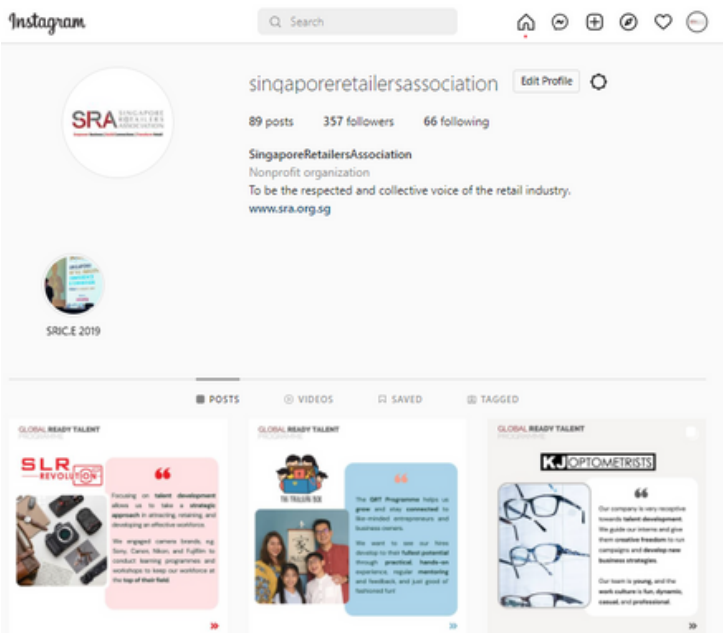 Instagram
Search
singaporeretailersassociation Edit Profile
89 posts 357 followers 66 following
SingaporeRetailersAssociation
Nonprofit organization
To be the respected and collective voice of the retail industry.
www.sra.org.sg
SRA SINGAPORE
RETAILERS
ASSOCIATION
SRIC.E 2019
POSTS VIDEOS SAVED TAGGED
GLOBAL READY TALENT
PROGRAMME
SLR
REVOLUTION
Focusing on talent development
allows us to take a strategic
approach in attracting, retaining, and
developing an effective workforce.
We engaged camera brands, e.g.
Sony, Canon, Nikon, and Fujifilm to
conduct learning programmes and
workshops to keep our workforce at
the top of their field.
GLOBAL READY TALENT
PROGRAMME
THE TRAINING BOX
The GRT Programme helps us
grow and stay connected to
like-minded entrepreneurs and
business owners.
We want to see our hires
develop to their fullest potential
through practical, hands-on
experience, regular mentoring
and feedback, and just good ol'
fashioned fun!
GLOBAL READY TALENT
PROGRAMME
KJ OPTOMETRISTS
Our company is very receptive
towards talent development.
We guide our interns and give
them creative freedom to run
campaigns and develop new
business strategies.
Our team is young, and the
work culture is fun, dynamic,
casual, and professional.